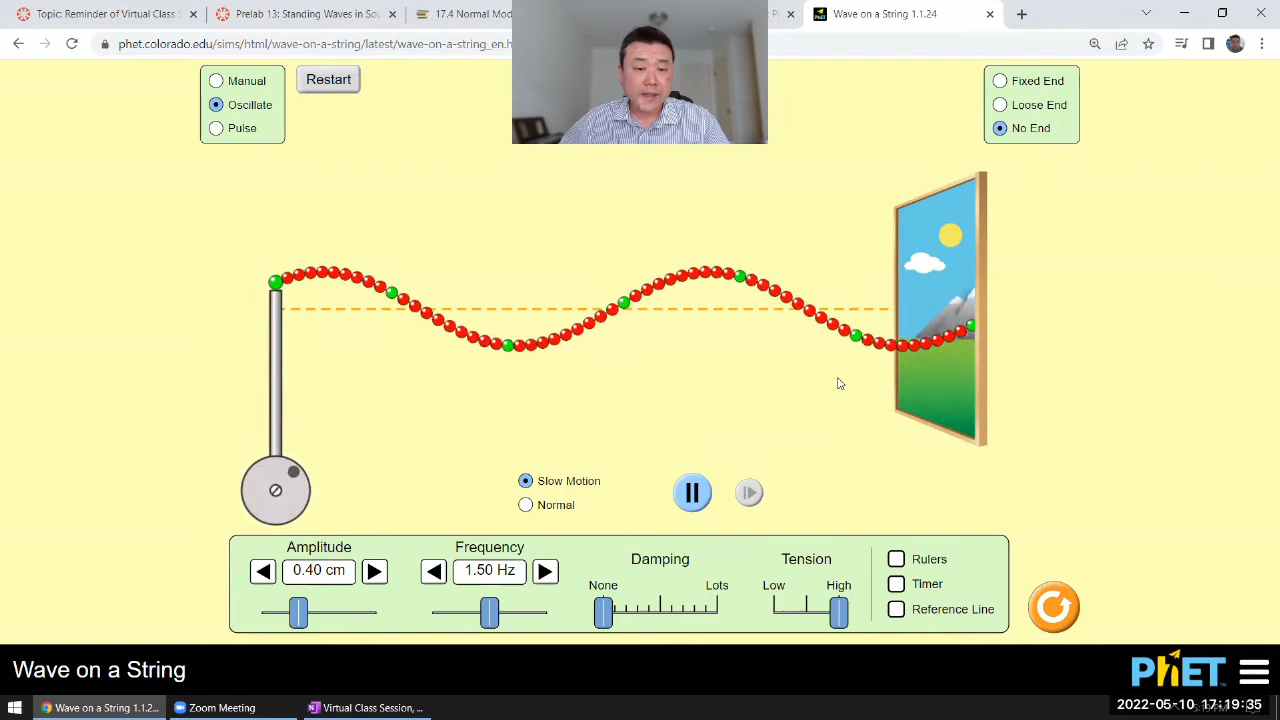 Topic: Reminder of Virtual Class S
Prelab 13: Standing Waves in So
17.4 Normal Mod
Wave on a String 1.1.24
phet.colorado.edu/sims/html/wave-on-a-string/latest/wave-on-a-string_en.h
Manual
Oscillate
Pulse
Restart
Fixed End
Loose End
No End
Slow Motion
Normal
Amplitude
0.40 cm
Frequency
1.50 Hz
Damping
None
Lots
Tension
Low
High
Rulers
Timer
Reference Line
Wave on a String
PhET
Wave on a String 1.1.2...
Zoom Meeting
Virtual Class Session, ...
2022-05-10 17:19:35